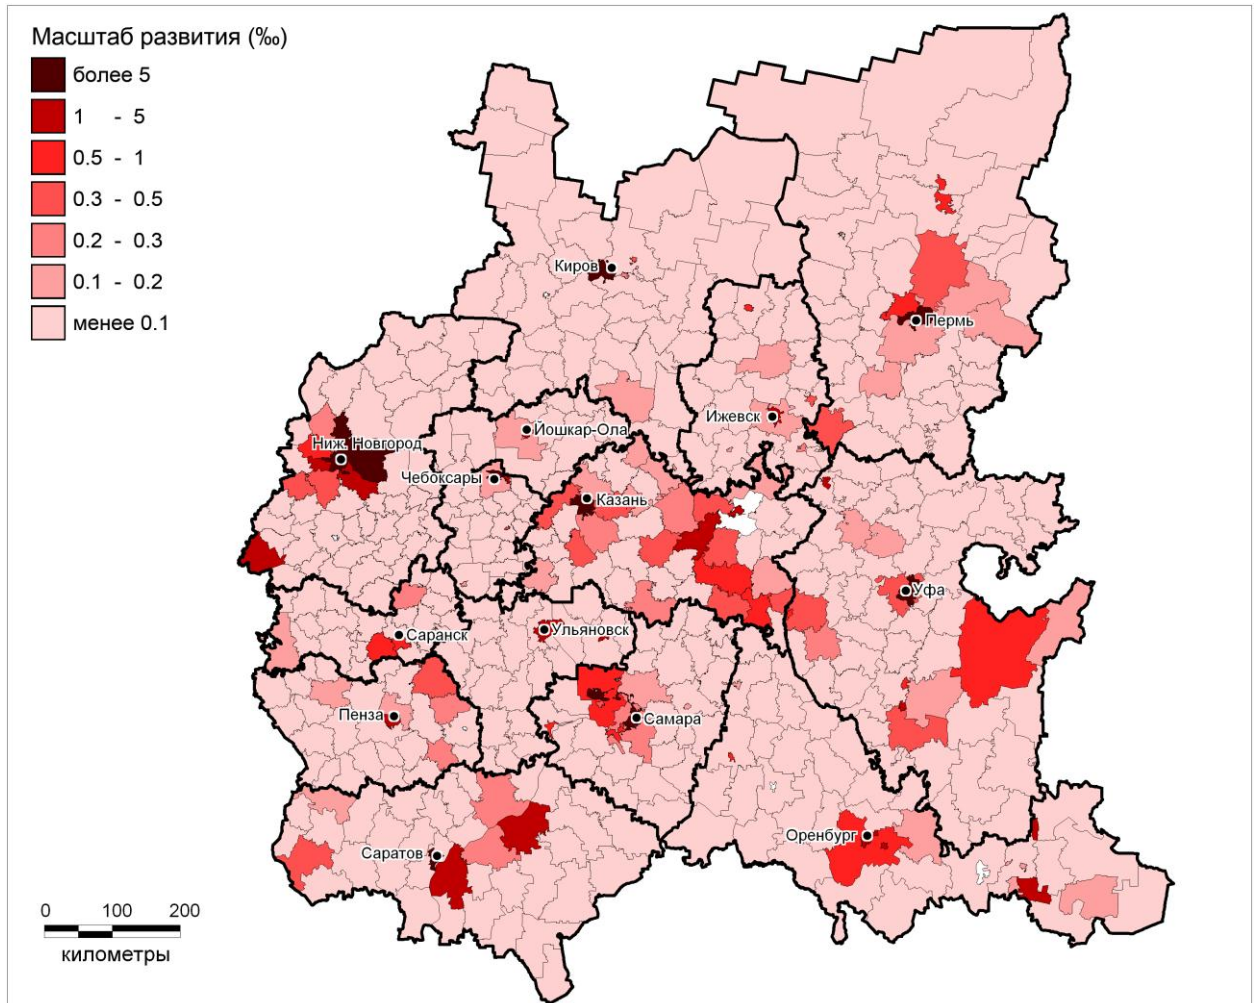 Масштаб развития (‰)
более 5
1 - 5
0.5 - 1
0.3 - 0.5
0.2 - 0.3
0.1 - 0.2
менее 0.1
Киров
Пермь
Ижевск
Йошкар-Ола
Ниж. Новгород
Чебоксары
Казань
Уфа
Ульяновск
Саранск
Пенза
Самара
Оренбург
Саратов
0 100 200
километры